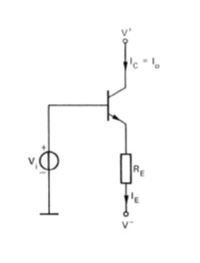 V'
I_C = I_o
+
V_i
−
R_E
I_E
V⁻